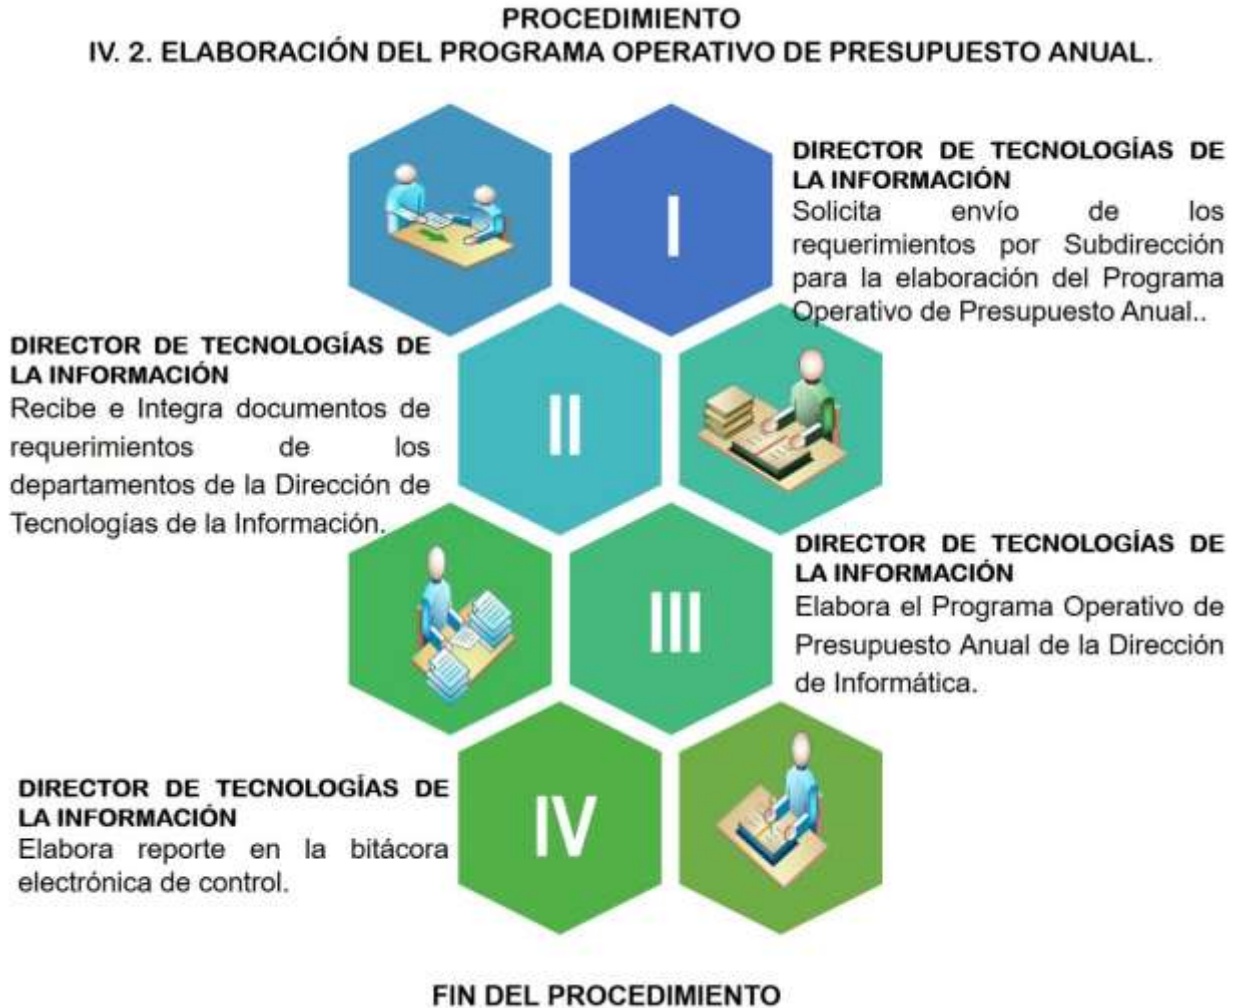 PROCEDIMIENTO
IV. 2. ELABORACIÓN DEL PROGRAMA OPERATIVO DE PRESUPUESTO ANUAL.
I
DIRECTOR DE TECNOLOGÍAS DE
LA INFORMACIÓN
Solicita envío de los
requerimientos por Subdirección
para la elaboración del Programa
Operativo de Presupuesto Anual..
DIRECTOR DE TECNOLOGÍAS DE
LA INFORMACIÓN
Recibe e Integra documentos de
requerimientos de los
departamentos de la Dirección de
Tecnologías de la Información.
II
III
DIRECTOR DE TECNOLOGÍAS DE
LA INFORMACIÓN
Elabora el Programa Operativo de
Presupuesto Anual de la Dirección
de Informática.
DIRECTOR DE TECNOLOGÍAS DE
LA INFORMACIÓN
Elabora reporte en la bitácora
electrónica de control.
IV
FIN DEL PROCEDIMIENTO